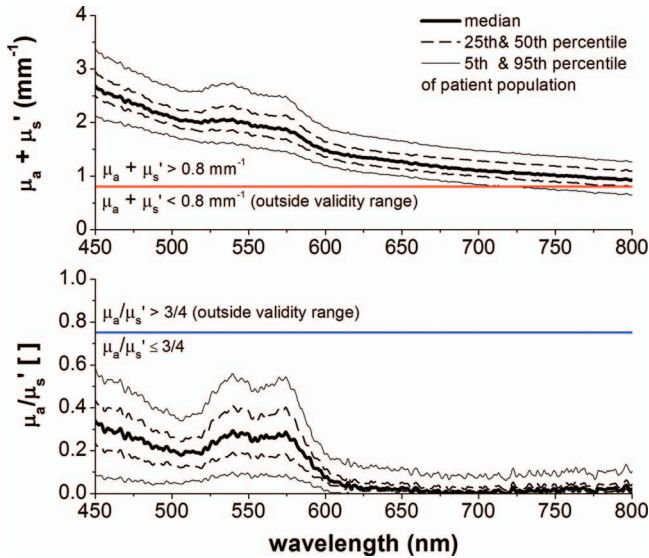 4
3
2
1
0
μa + μs' (mm⁻¹)
median
25th & 50th percentile
5th & 95th percentile
of patient population
μa + μs' > 0.8 mm⁻¹
μa + μs' < 0.8 mm⁻¹ (outside validity range)
450 500 550 600 650 700 750 800
1.0
0.8
0.6
0.4
0.2
0.0
μa/μs' [ ]
μa/μs' > 3/4 (outside validity range)
μa/μs' ≤ 3/4
450 500 550 600 650 700 750 800
wavelength (nm)